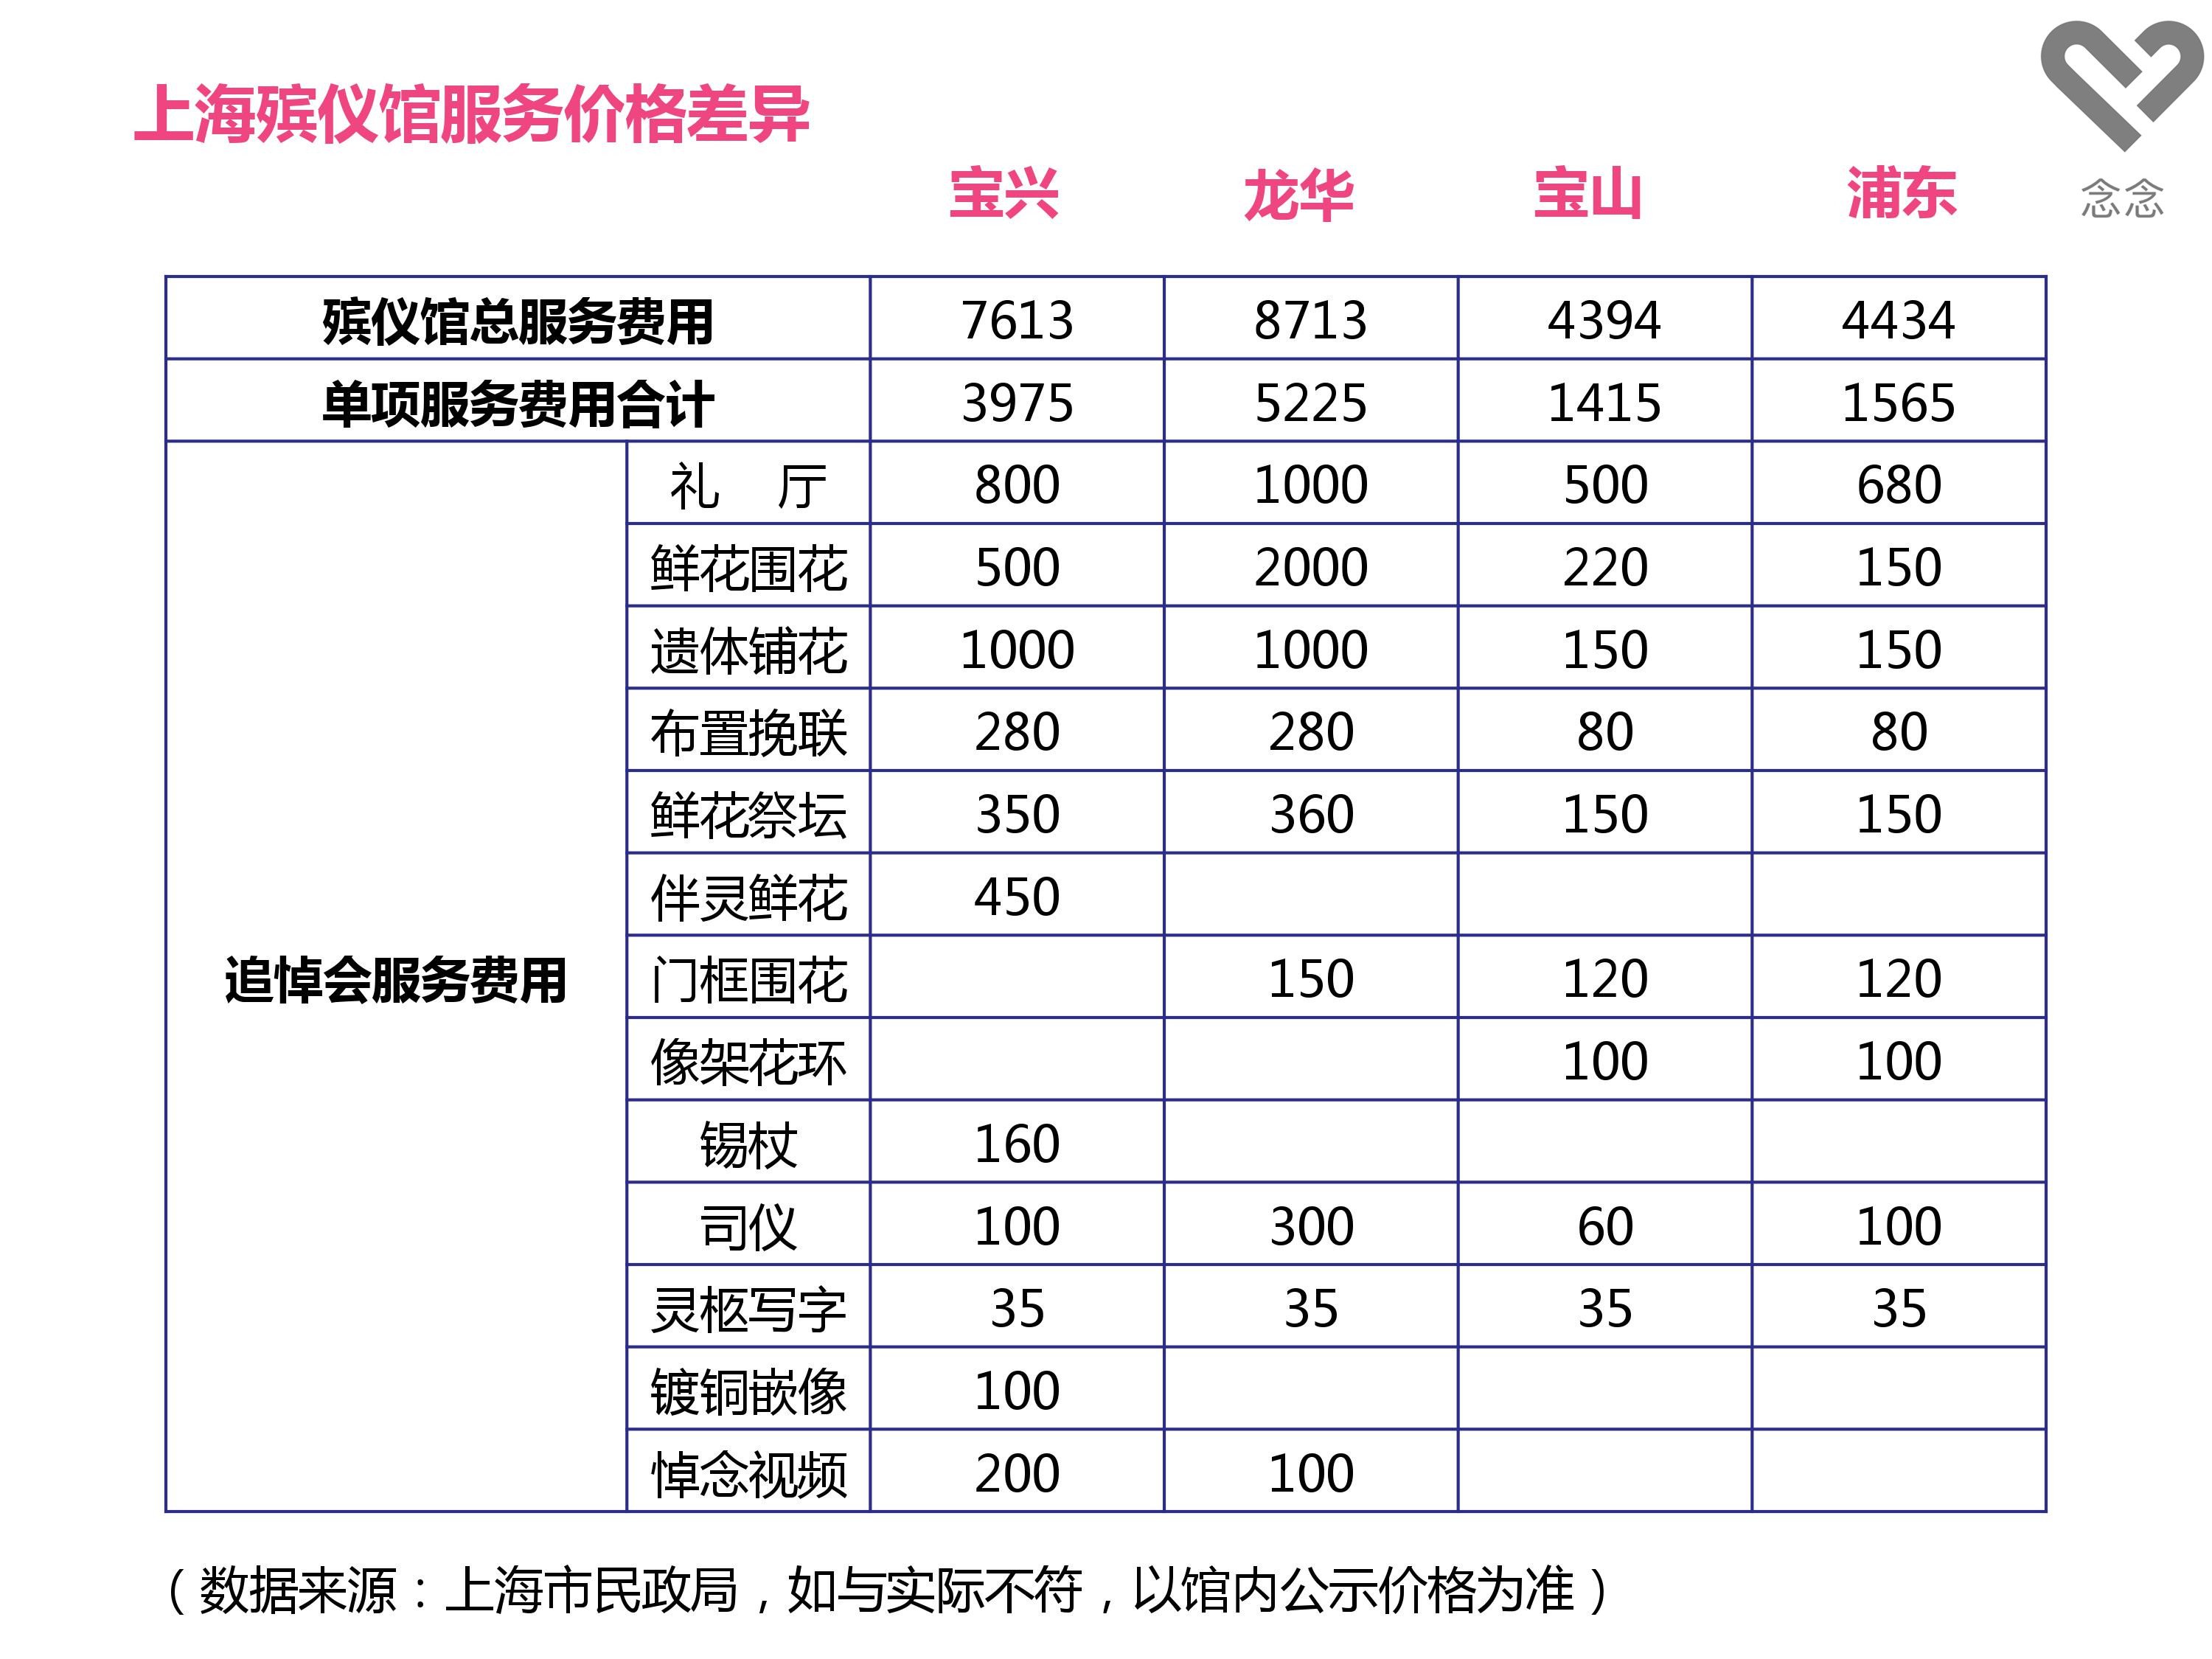 上海殡仪馆服务价格差异
宝兴 龙华 宝山 浦东
念念
殡仪馆总服务费用 7613 8713 4394 4434
单项服务费用合计 3975 5225 1415 1565
追悼会服务费用
礼 厅 800 1000 500 680
鲜花围花 500 2000 220 150
遗体铺花 1000 1000 150 150
布置挽联 280 280 80 80
鲜花祭坛 350 360 150 150
伴灵鲜花 450
门框围花 150 120 120
像架花环 100 100
锡杖 160
司仪 100 300 60 100
灵柩写字 35 35 35 35
镀铜嵌像 100
悼念视频 200 100
（数据来源：上海市民政局，如与实际不符，以馆内公示价格为准）